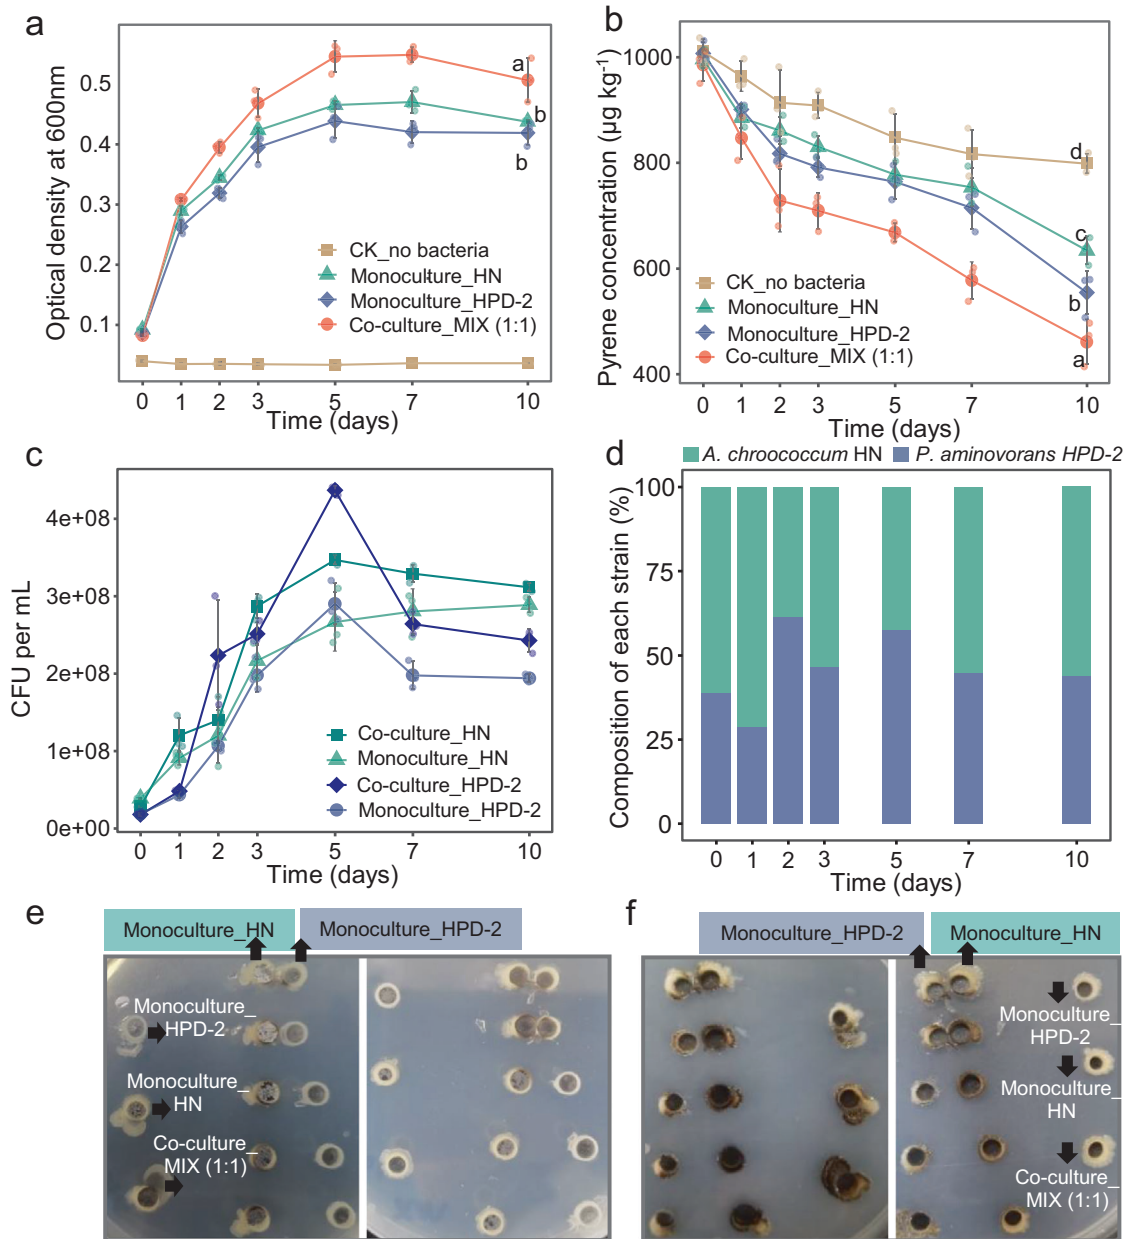 a
Optical density at 600nm
0.5
0.4
0.3
0.2
0.1
a
b
b
CK_no bacteria
Monoculture_HN
Monoculture_HPD-2
Co-culture_MIX (1:1)
0 1 2 3 5 7 10
Time (days)
b
Pyrene concentration (µg kg⁻¹)
1000
800
600
400
d
c
b
a
CK_no bacteria
Monoculture_HN
Monoculture_HPD-2
Co-culture_MIX (1:1)
0 1 2 3 5 7 10
Time (days)
c
CFU per mL
4e+08
3e+08
2e+08
1e+08
0e+00
Co-culture_HN
Monoculture_HN
Co-culture_HPD-2
Monoculture_HPD-2
0 1 2 3 5 7 10
Time (days)
d
A. chroococcum HN P. aminovorans HPD-2
Composition of each strain (%)
100
75
50
25
0
0 1 2 3 5 7 10
Time (days)
e
Monoculture_HN Monoculture_HPD-2
Monoculture_
HPD-2
Monoculture_
HN
Co-culture_
MIX (1:1)
f
Monoculture_HPD-2 Monoculture_HN
Monoculture_
HPD-2
Monoculture_
HN
Co-culture_
MIX (1:1)